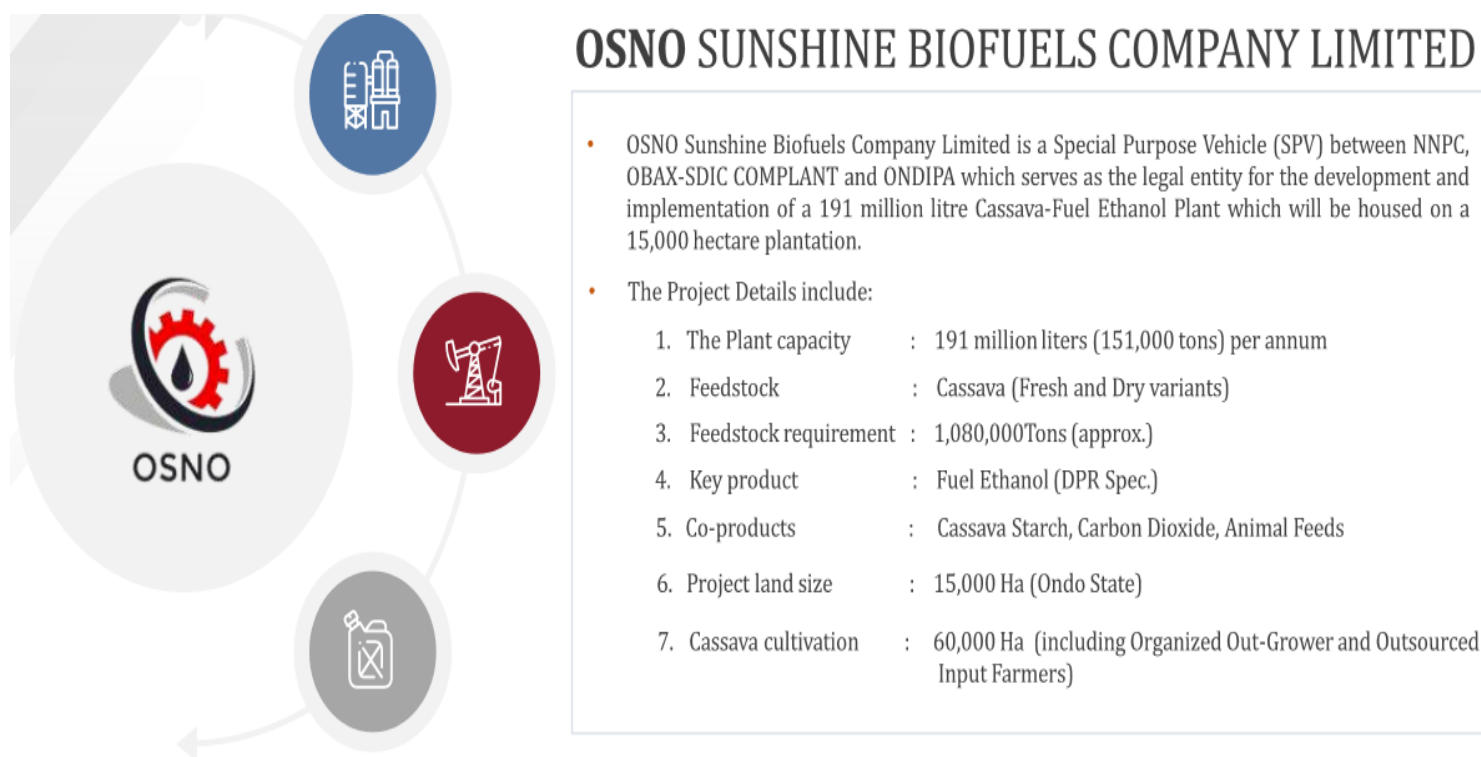 OSNO SUNSHINE BIOFUELS COMPANY LIMITED
• OSNO Sunshine Biofuels Company Limited is a Special Purpose Vehicle (SPV) between NNPC,
OBAX-SDIC COMPLANT and ONDIPA which serves as the legal entity for the development and
implementation of a 191 million litre Cassava-Fuel Ethanol Plant which will be housed on a
15,000 hectare plantation.
• The Project Details include:
1. The Plant capacity : 191 million liters (151,000 tons) per annum
2. Feedstock : Cassava (Fresh and Dry variants)
3. Feedstock requirement : 1,080,000Tons (approx.)
4. Key product : Fuel Ethanol (DPR Spec.)
5. Co-products : Cassava Starch, Carbon Dioxide, Animal Feeds
6. Project land size : 15,000 Ha (Ondo State)
7. Cassava cultivation : 60,000 Ha (including Organized Out-Grower and Outsourced
Input Farmers)
OSNO